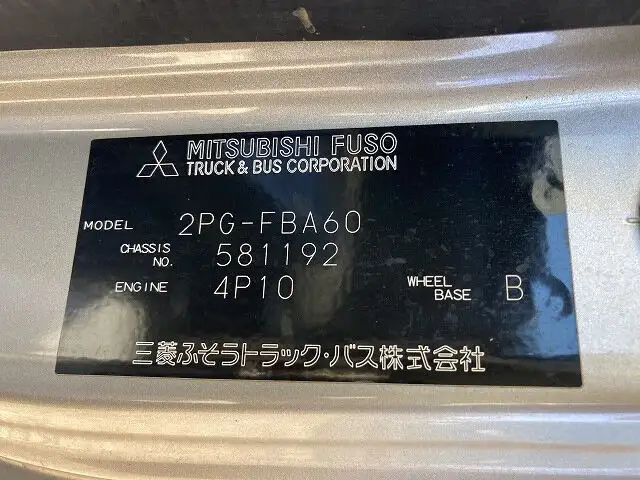 MITSUBISHI FUSO
TRUCK & BUS CORPORATION
MODEL 2PG-FBA60
CHASSIS NO. 581192
ENGINE 4P10 WHEEL BASE B
三菱ふそうトラック・バス株式会社